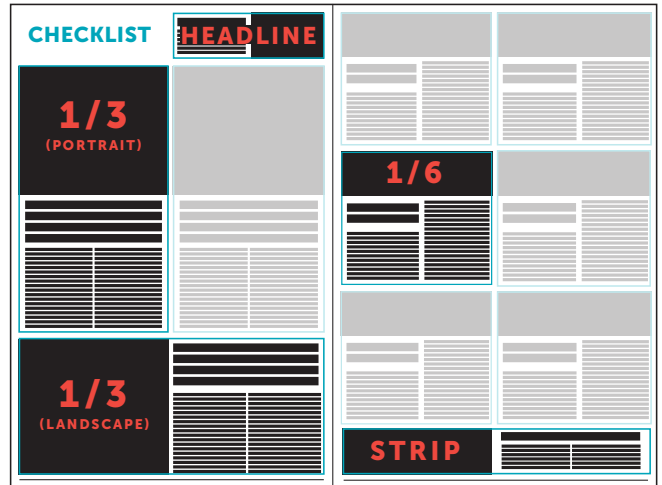 CHECKLIST
HEADLINE
1/3
(PORTRAIT)
1/3
(LANDSCAPE)
1/6
STRIP